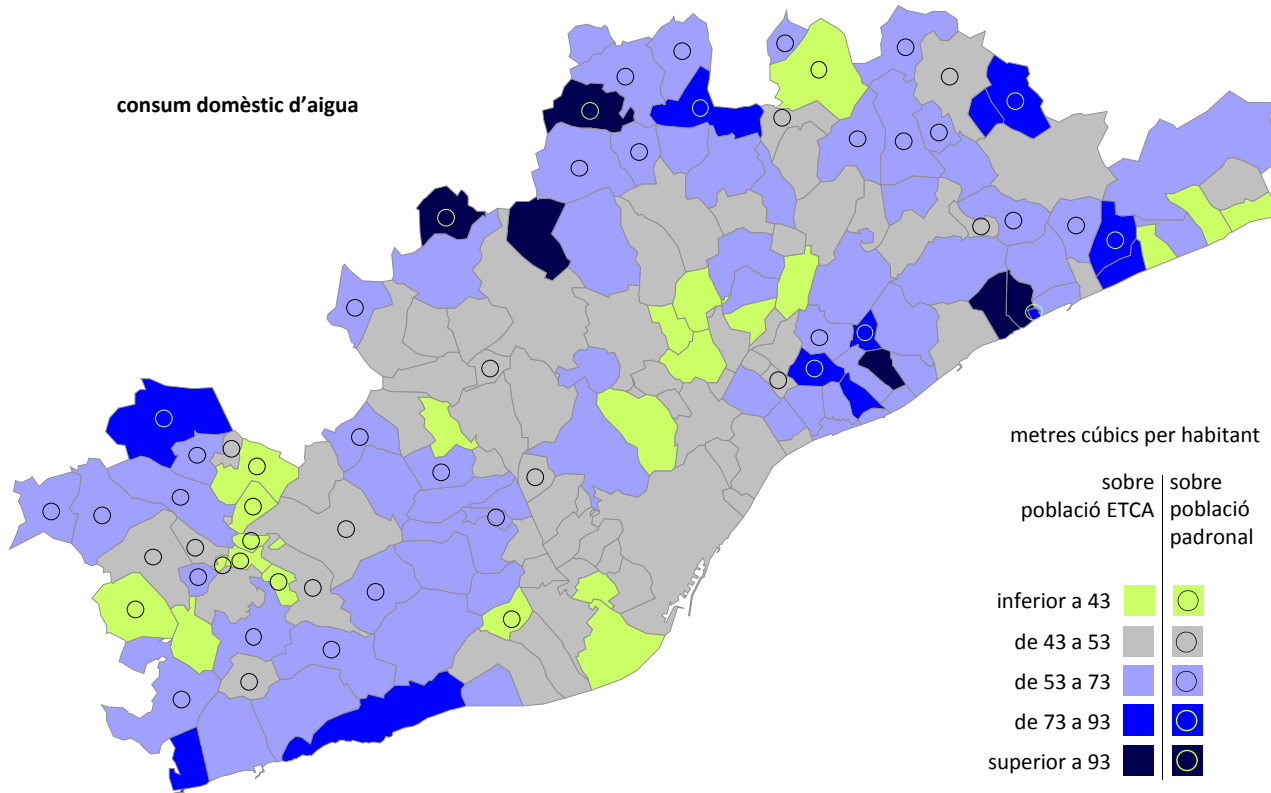 consum domèstic d'aigua
metres cúbics per habitant
sobre població ETCA
sobre població padronal
inferior a 43
de 43 a 53
de 53 a 73
de 73 a 93
superior a 93